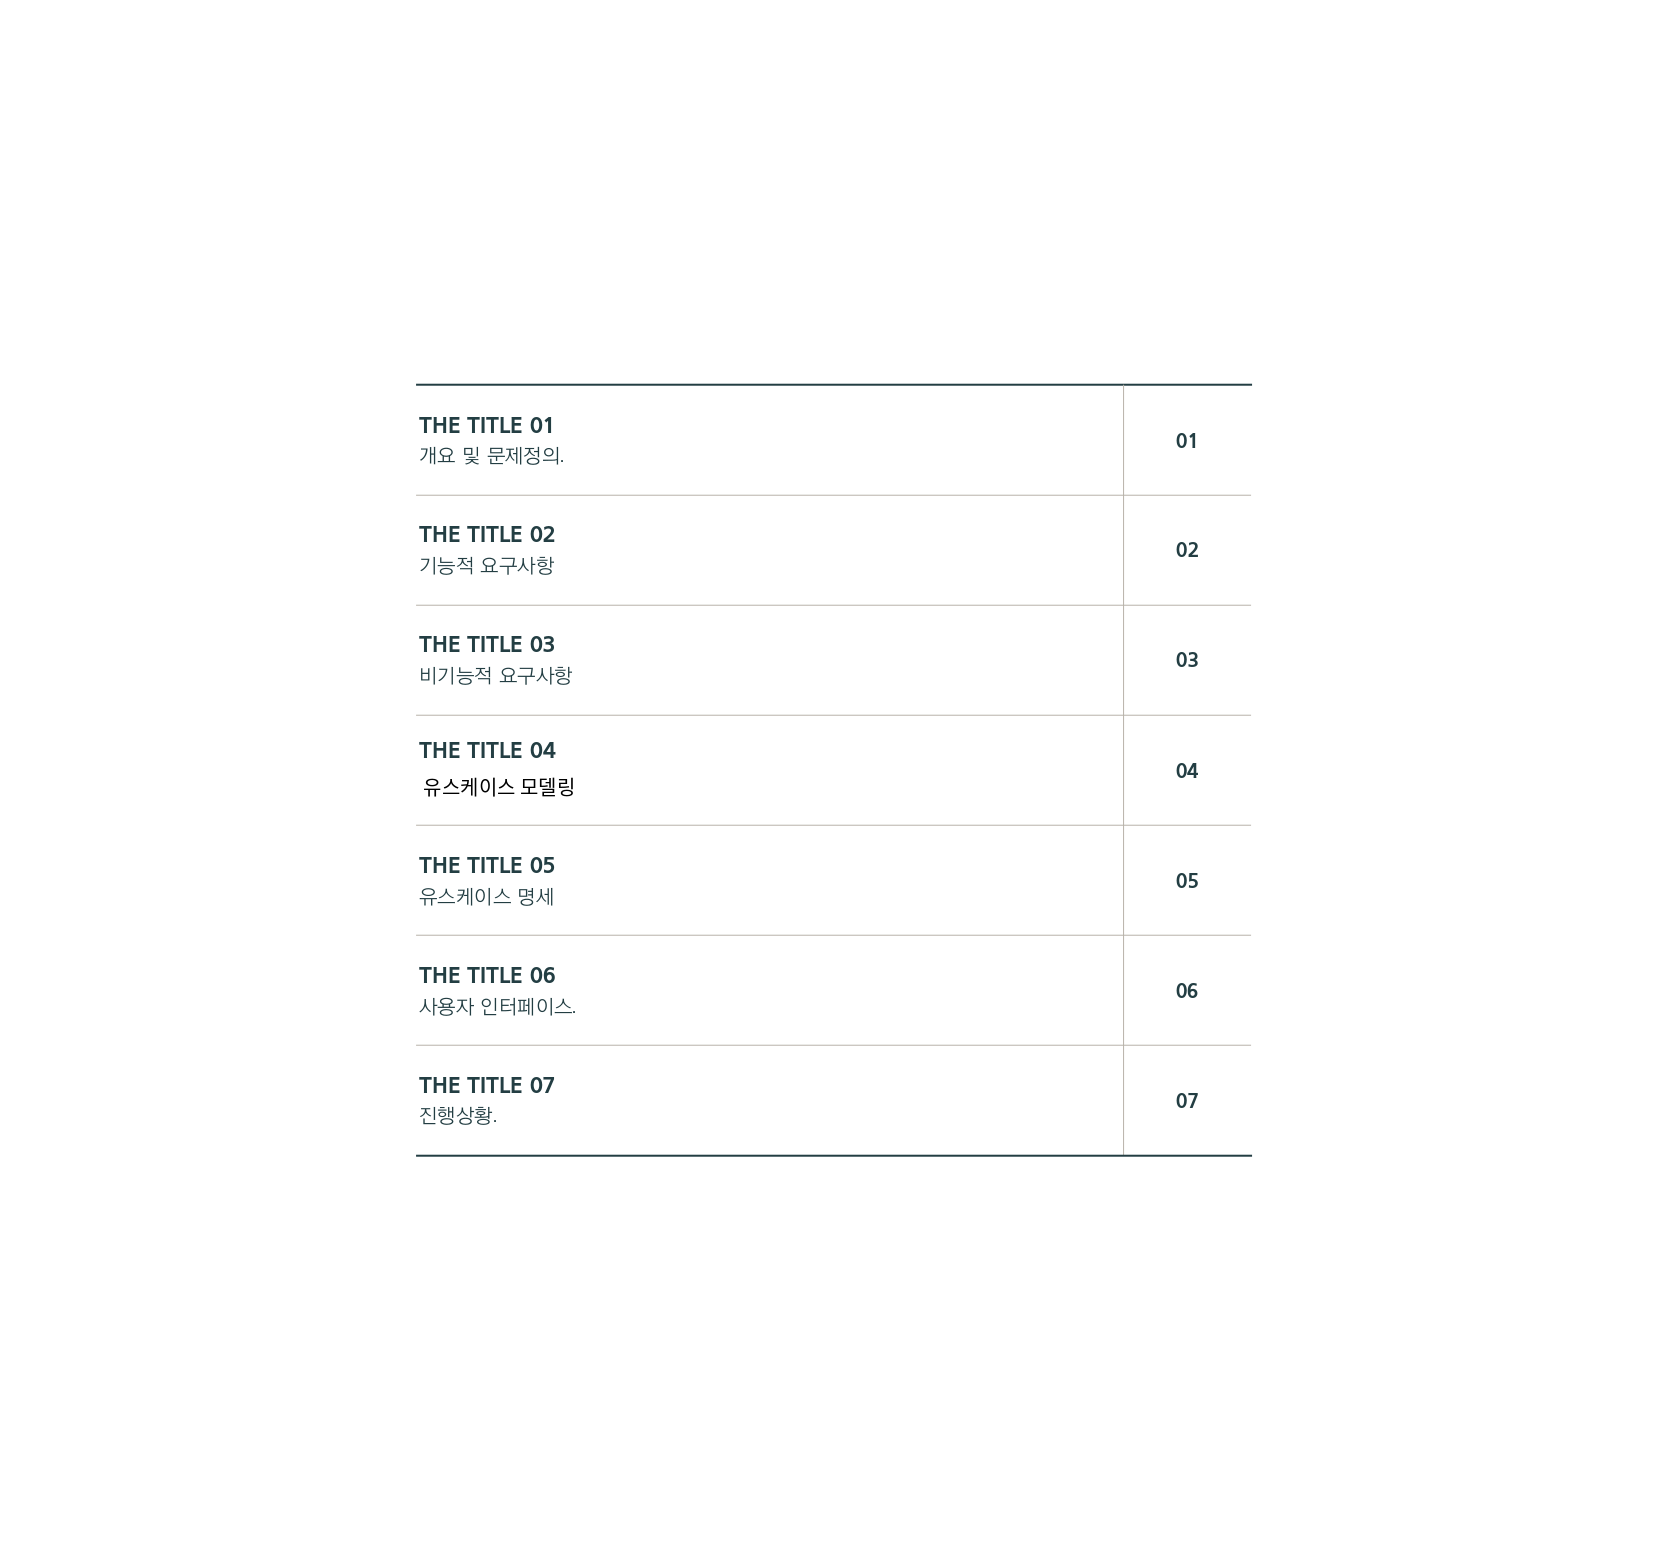 THE TITLE 01
개요 및 문제정의.
01
THE TITLE 02
기능적 요구사항
02
THE TITLE 03
비기능적 요구사항
03
THE TITLE 04
유스케이스 모델링
04
THE TITLE 05
유스케이스 명세
05
THE TITLE 06
사용자 인터페이스.
06
THE TITLE 07
진행상황.
07